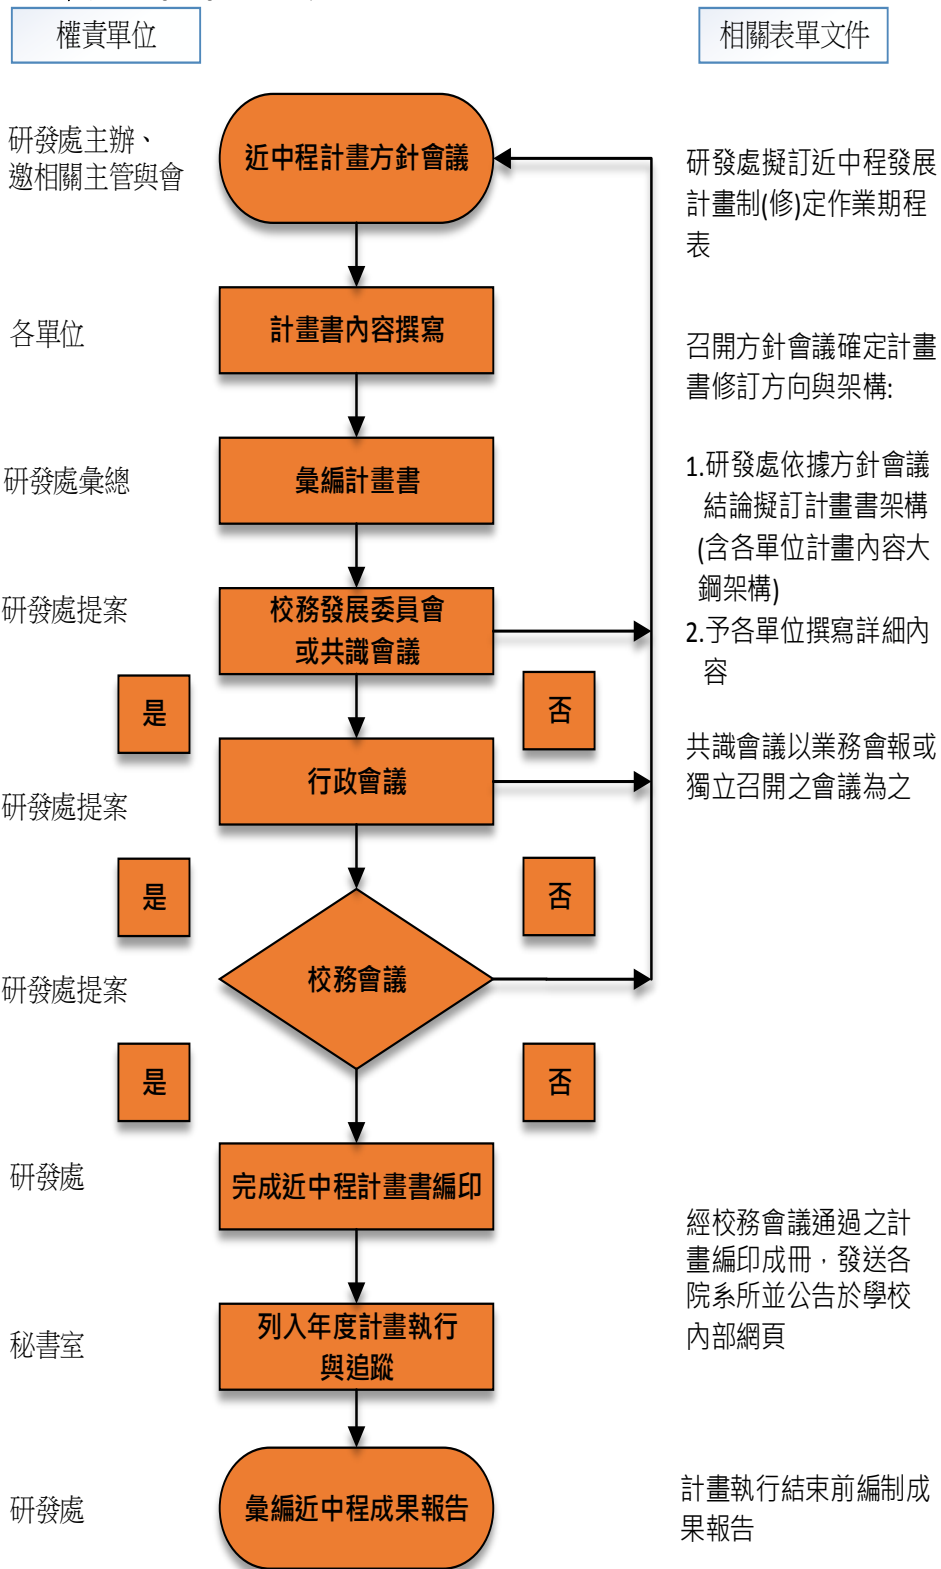 權責單位
相關表單文件
研發處主辦、
邀相關主管與會
近中程計畫方針會議
研發處擬訂近中程發展
計畫制(修)定作業期程
表
各單位
計畫書內容撰寫
召開方針會議確定計畫
書修訂方向與架構:
研發處彙總
彙編計畫書
1.研發處依據方針會議
結論擬訂計畫書架構
(含各單位計畫內容大
鋼架構)
2.予各單位撰寫詳細內
容
研發處提案
校務發展委員會
或共識會議
是
否
共識會議以業務會報或
獨立召開之會議為之
研發處提案
行政會議
是
否
研發處提案
校務會議
是
否
研發處
完成近中程計畫書編印
經校務會議通過之計
畫編印成冊，發送各
院系所並公告於學校
內部網頁
秘書室
列入年度計畫執行
與追蹤
研發處
彙編近中程成果報告
計畫執行結束前編制成
果報告